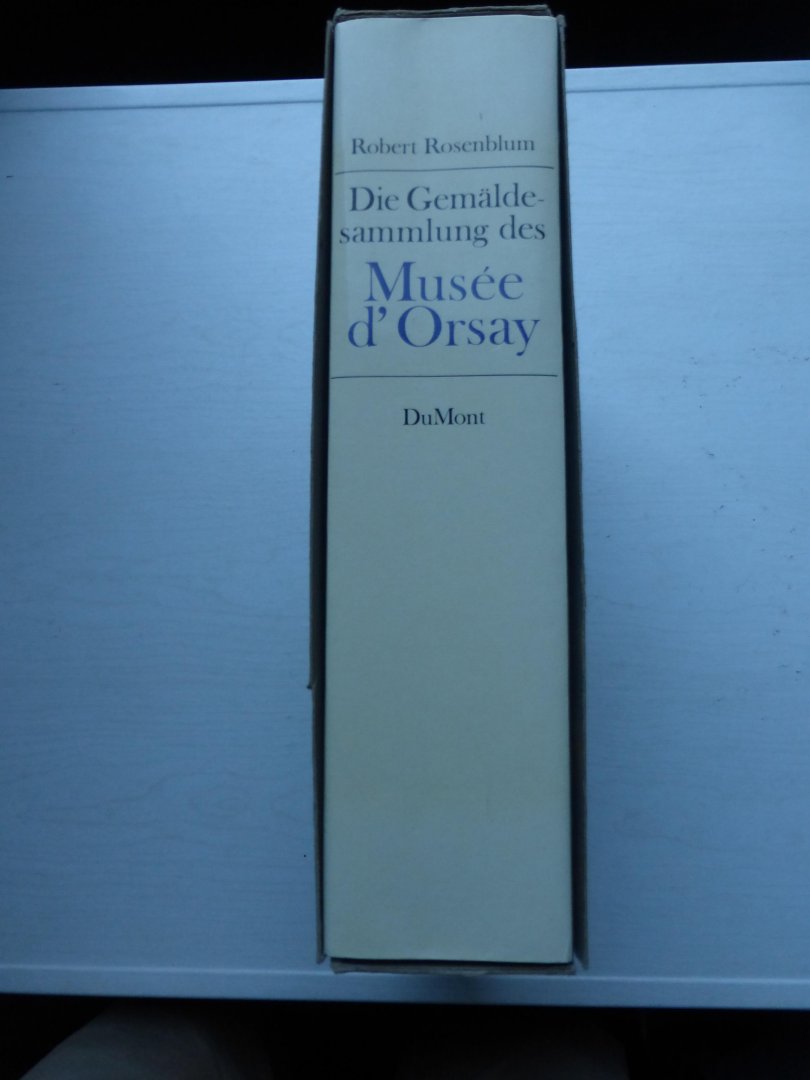 Robert Rosenblum
Die Gemälde-
sammlung des
Musée
d'Orsay
DuMont